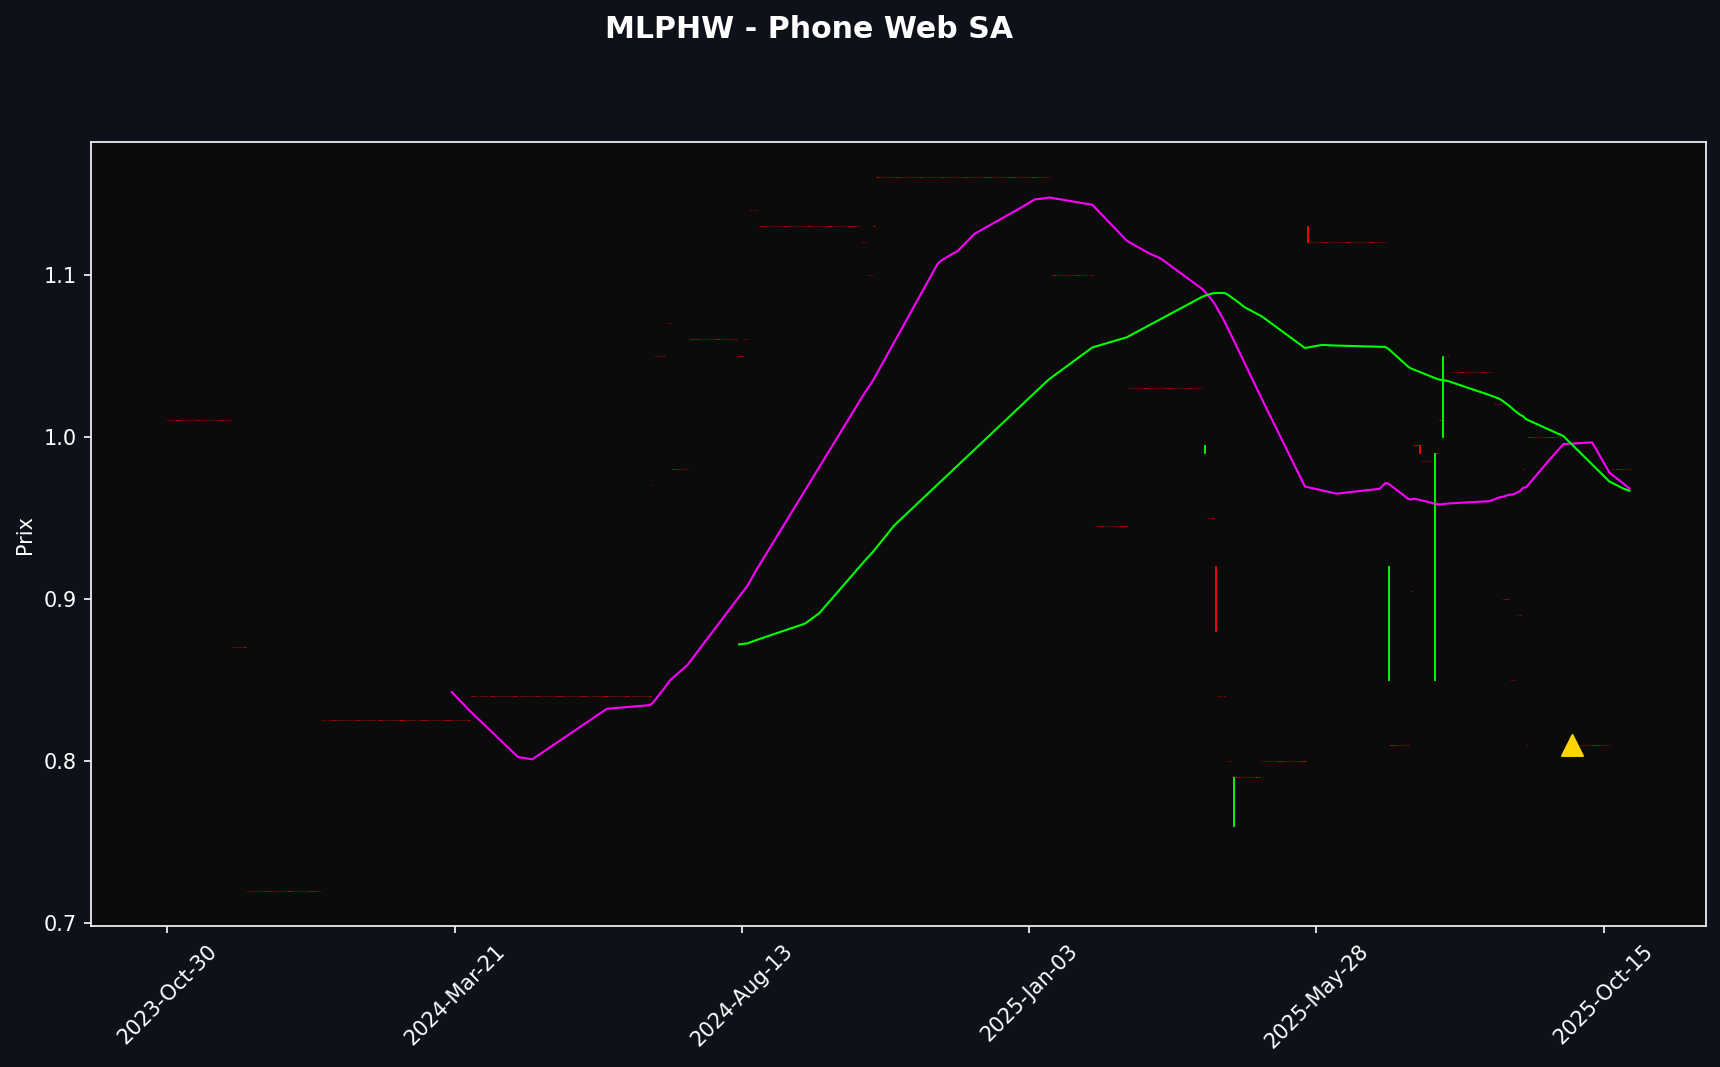 MLPHW - Phone Web SA
Prix
1.1
1.0
0.9
0.8
0.7
2023-Oct-30
2024-Mar-21
2024-Aug-13
2025-Jan-03
2025-May-28
2025-Oct-15